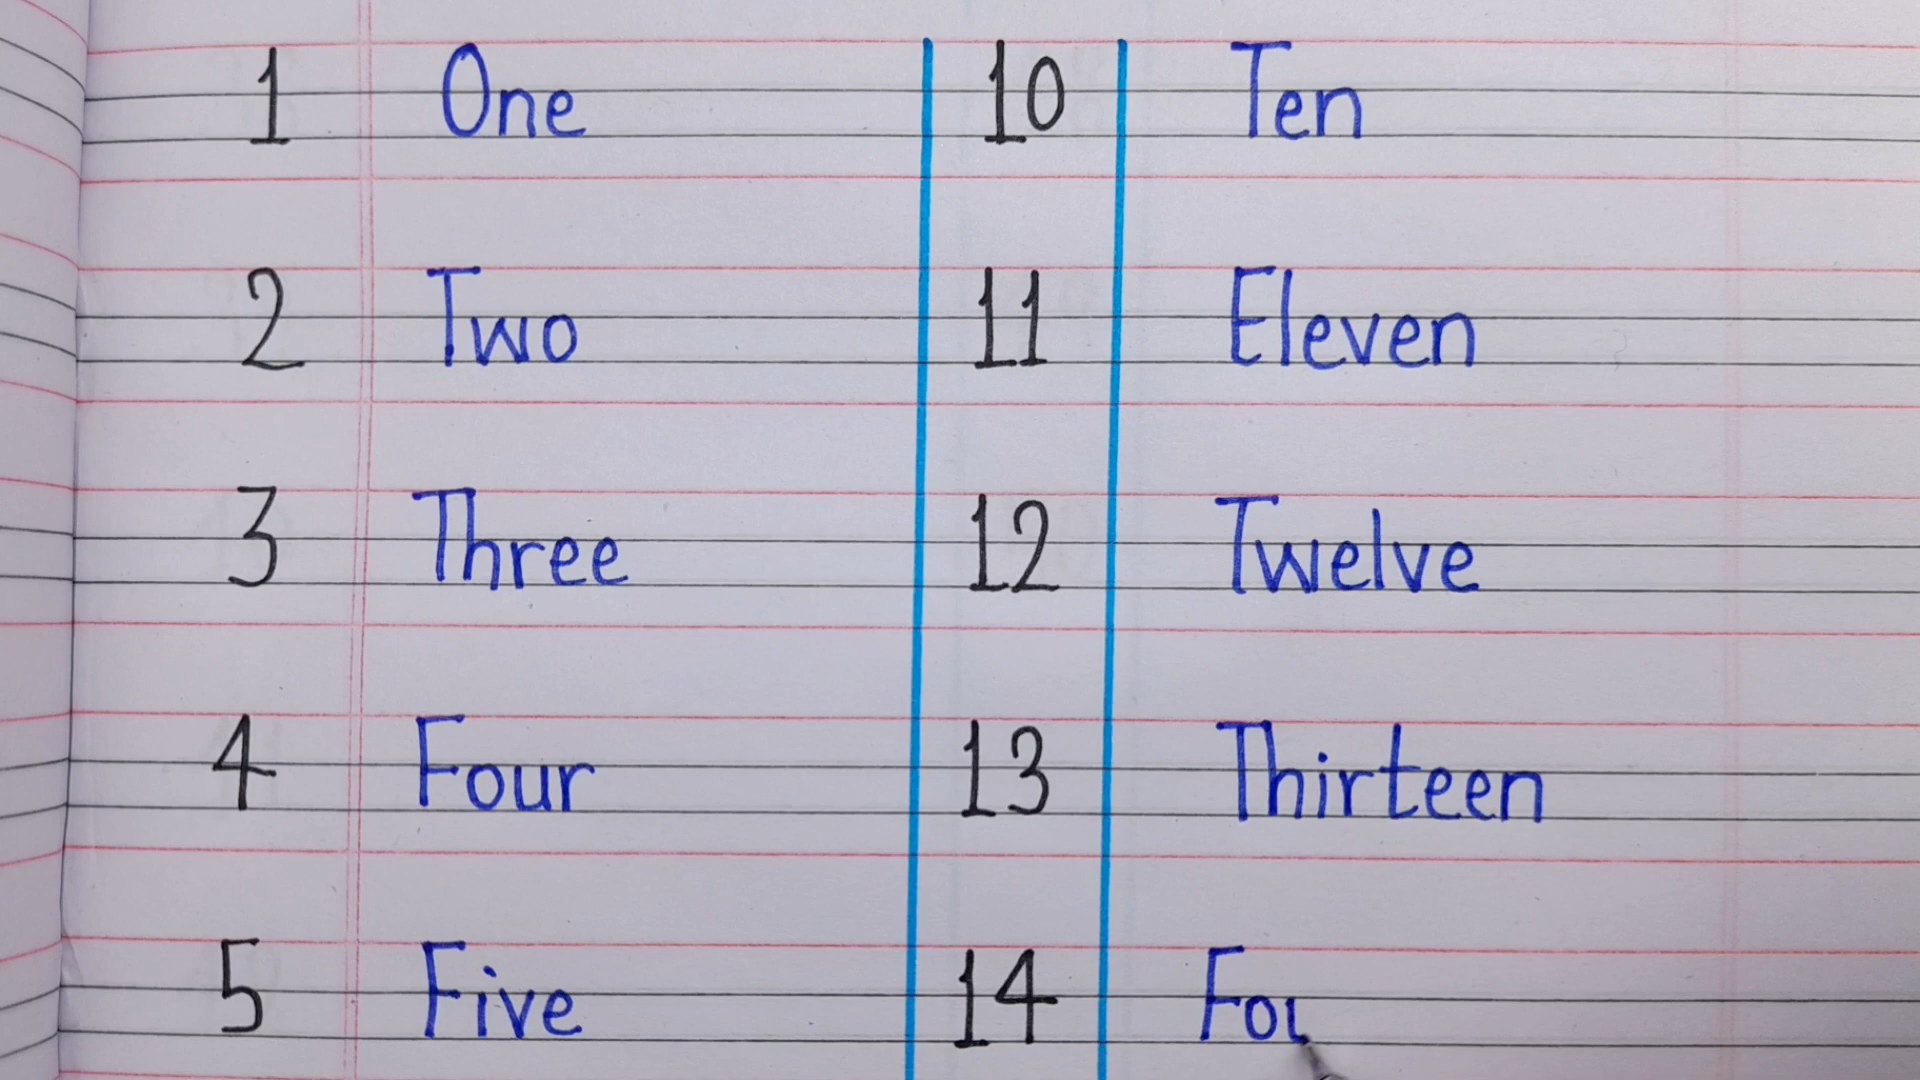 1 One 10 Ten
2 Two 11 Eleven
3 Three 12 Twelve
4 Four 13 Thirteen
5 Five 14